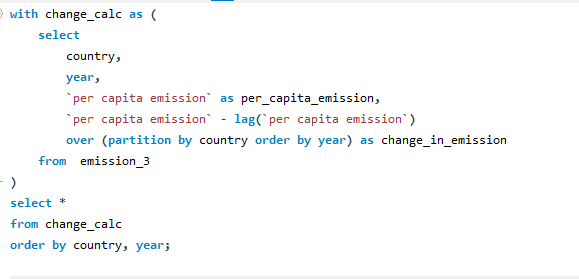 with change_calc as (
select
country,
year,
`per capita emission` as per_capita_emission,
`per capita emission` - lag(`per capita emission`)
over (partition by country order by year) as change_in_emission
from  emission_3
)
select *
from change_calc
order by country, year;